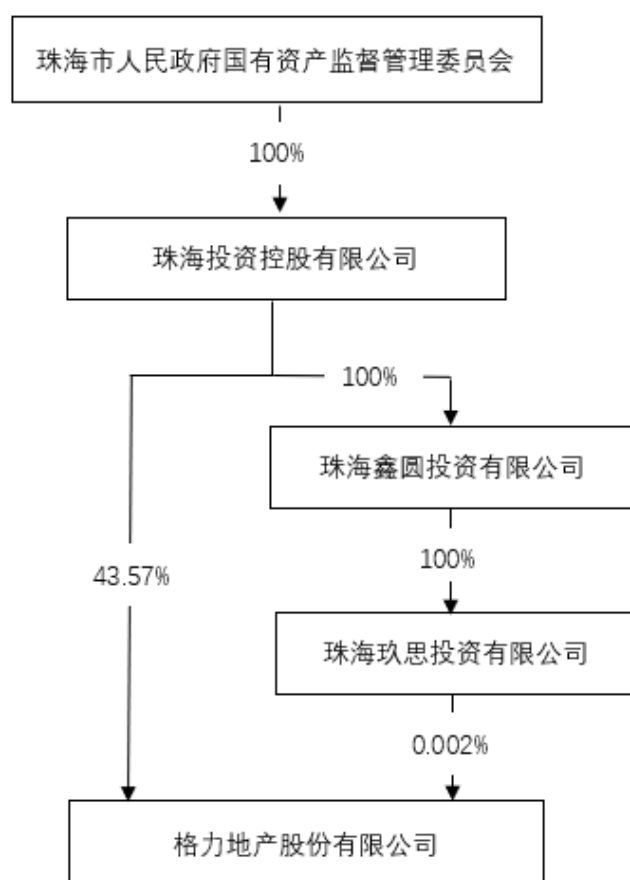 珠海市人民政府国有资产监督管理委员会
100%
珠海投资控股有限公司
100%
珠海鑫圆投资有限公司
43.57%
100%
珠海玖思投资有限公司
0.002%
格力地产股份有限公司